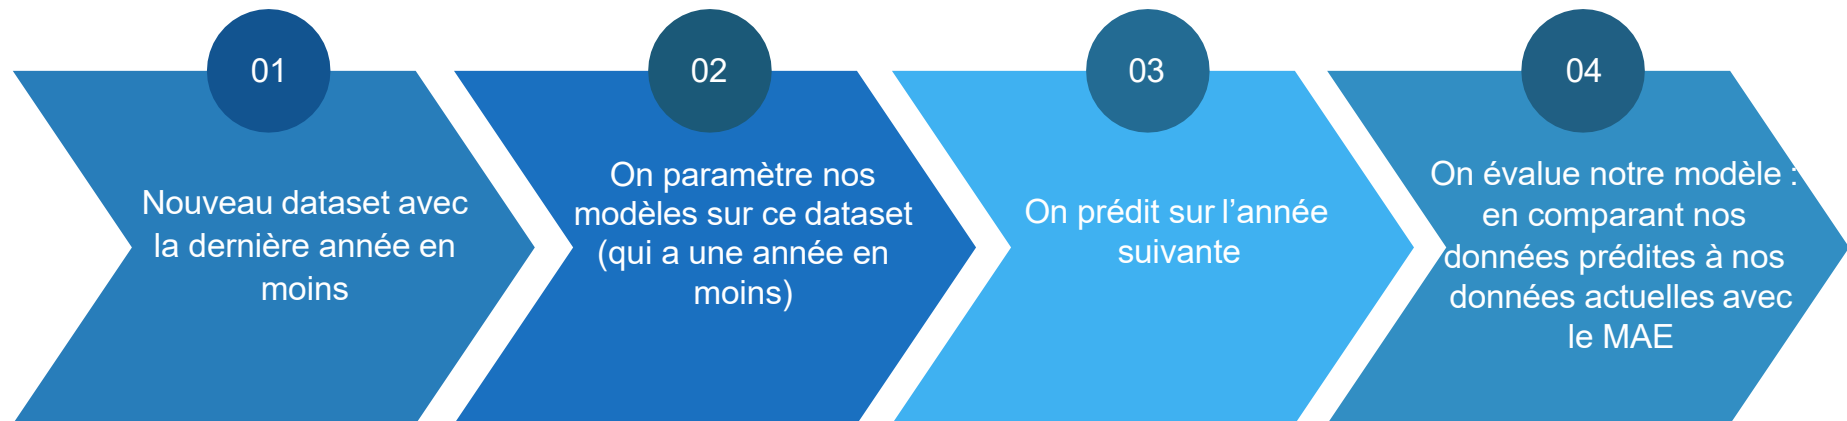 01
Nouveau dataset avec
la dernière année en
moins
02
On paramètre nos
modèles sur ce dataset
(qui a une année en
moins)
03
On prédit sur l’année
suivante
04
On évalue notre modèle :
en comparant nos
données prédites à nos
données actuelles avec
le MAE